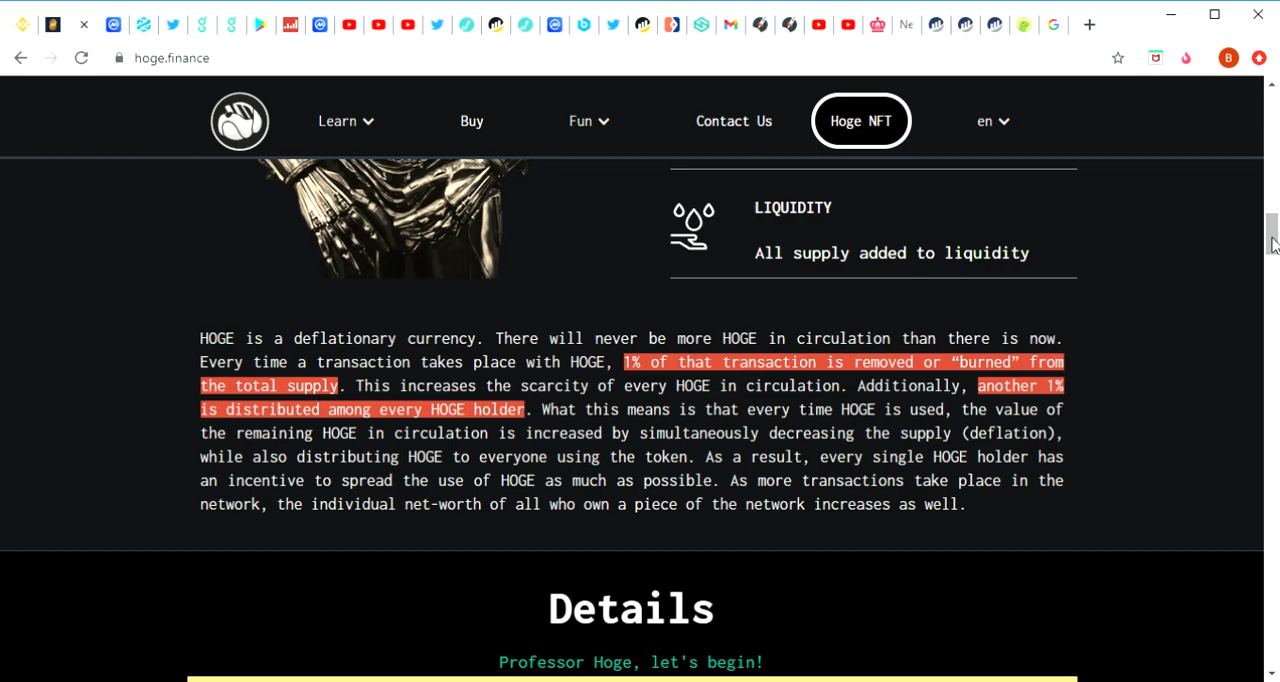 Ne
hoge.finance
B
Learn
Buy
Fun
Contact Us
Hoge NFT
en
LIQUIDITY
All supply added to liquidity
HOGE is a deflationary currency. There will never be more HOGE in circulation than there is now.
Every time a transaction takes place with HOGE, 1% of that transaction is removed or “burned” from
the total supply. This increases the scarcity of every HOGE in circulation. Additionally, another 1%
is distributed among every HOGE holder. What this means is that every time HOGE is used, the value of
the remaining HOGE in circulation is increased by simultaneously decreasing the supply (deflation),
while also distributing HOGE to everyone using the token. As a result, every single HOGE holder has
an incentive to spread the use of HOGE as much as possible. As more transactions take place in the
network, the individual net-worth of all who own a piece of the network increases as well.
Details
Professor Hoge, let's begin!